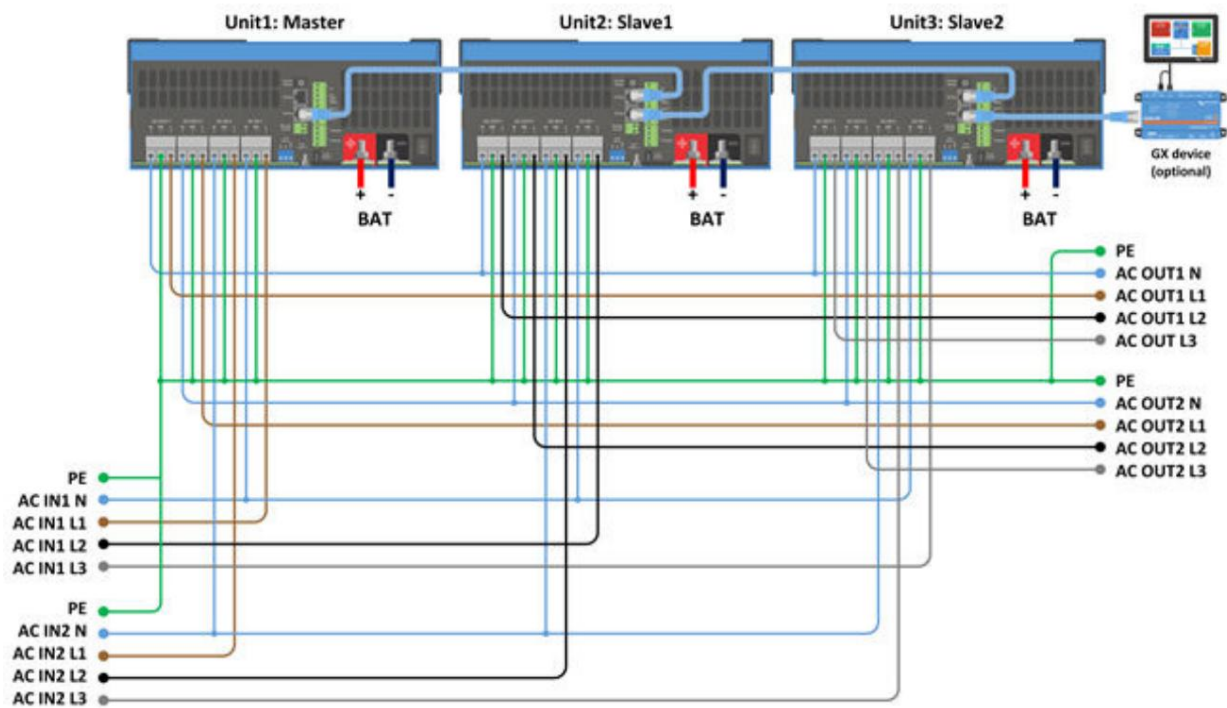 Unit1: Master
Unit2: Slave1
Unit3: Slave2
GX device
(optional)
+
-
BAT
+
-
BAT
+
-
BAT
PE
AC OUT1 N
AC OUT1 L1
AC OUT1 L2
AC OUT L3
PE
AC OUT2 N
AC OUT2 L1
AC OUT2 L2
AC OUT2 L3
PE
AC IN1 N
AC IN1 L1
AC IN1 L2
AC IN1 L3
PE
AC IN2 N
AC IN2 L1
AC IN2 L2
AC IN2 L3